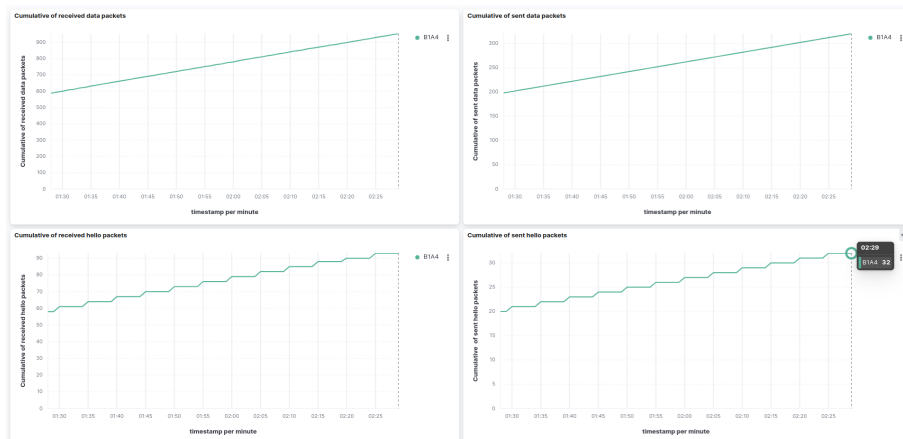 Cumulative of received data packets
B1A4
Cumulative of received data packets
900
800
700
600
500
400
300
200
100
0
01:30 01:35 01:40 01:45 01:50 01:55 02:00 02:05 02:10 02:15 02:20 02:25
timestamp per minute
Cumulative of sent data packets
B1A4
Cumulative of sent data packets
300
250
200
150
100
50
0
01:30 01:35 01:40 01:45 01:50 01:55 02:00 02:05 02:10 02:15 02:20 02:25
timestamp per minute
Cumulative of received hello packets
B1A4
Cumulative of received hello packets
90
80
70
60
50
40
30
20
10
0
01:30 01:35 01:40 01:45 01:50 01:55 02:00 02:05 02:10 02:15 02:20 02:25
timestamp per minute
Cumulative of sent hello packets
02:29
B1A4 32
Cumulative of sent hello packets
30
25
20
15
10
5
0
01:30 01:35 01:40 01:45 01:50 01:55 02:00 02:05 02:10 02:15 02:20 02:25
timestamp per minute